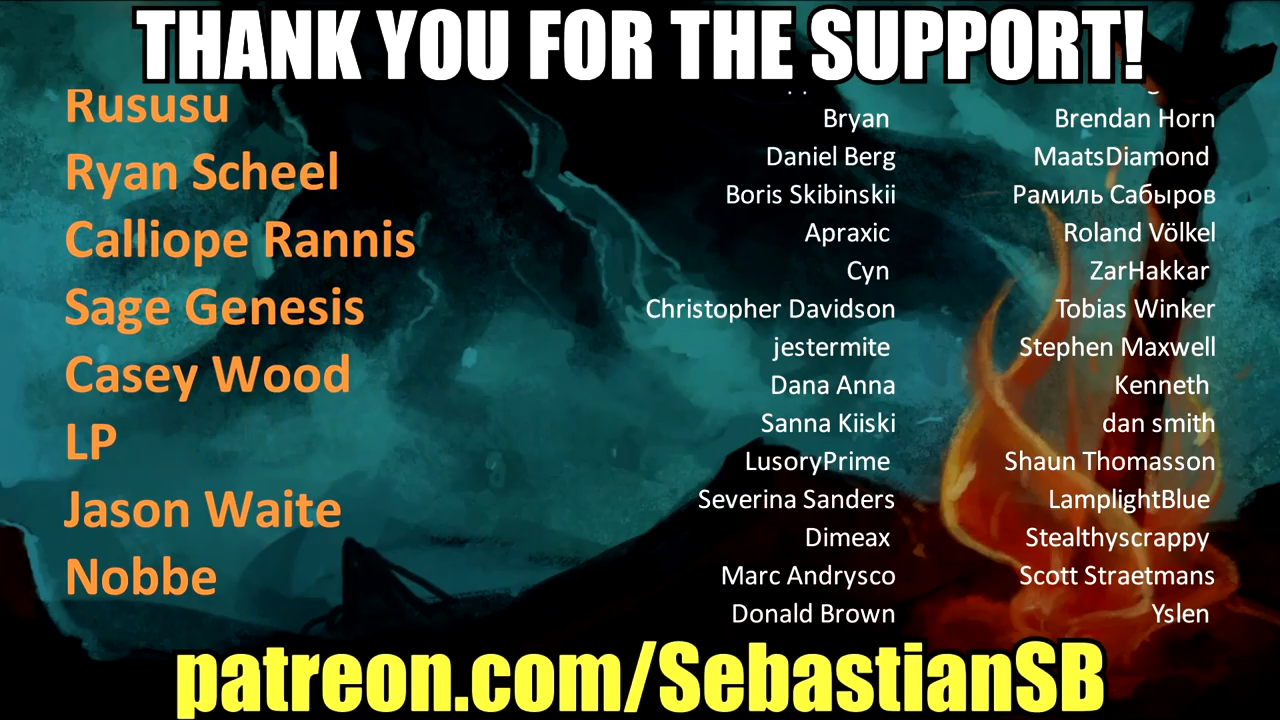 THANK YOU FOR THE SUPPORT!
Rususu
Ryan Scheel
Calliope Rannis
Sage Genesis
Casey Wood
LP
Jason Waite
Nobbe
Bryan
Daniel Berg
Boris Skibinskii
Apraxic
Cyn
Christopher Davidson
jestermite
Dana Anna
Sanna Kiiski
LusoryPrime
Severina Sanders
Dimeax
Marc Andrysco
Donald Brown
Brendan Horn
MaatsDiamond
Рамиль Сабыров
Roland Völkel
ZarHakkar
Tobias Winker
Stephen Maxwell
Kenneth
dan smith
Shaun Thomasson
LamplightBlue
Stealthyscrappy
Scott Straetmans
Yslen
patreon.com/SebastianSB